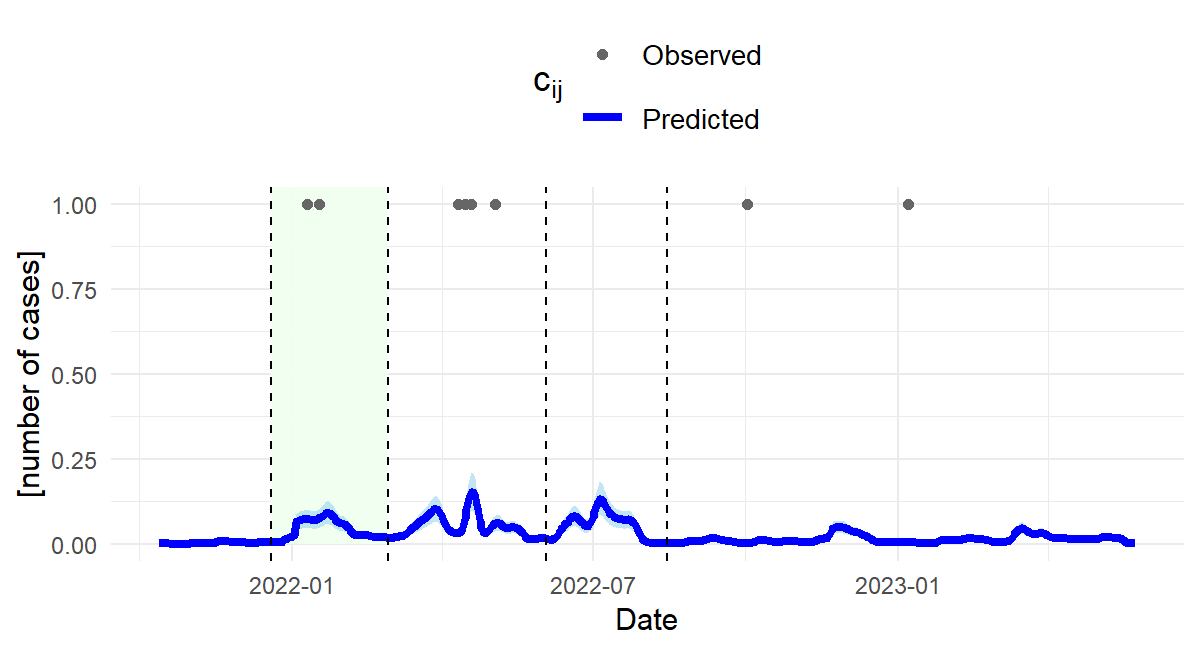 c_ij
Observed
Predicted
[number of cases]
1.00
0.75
0.50
0.25
0.00
2022-01
2022-07
2023-01
Date